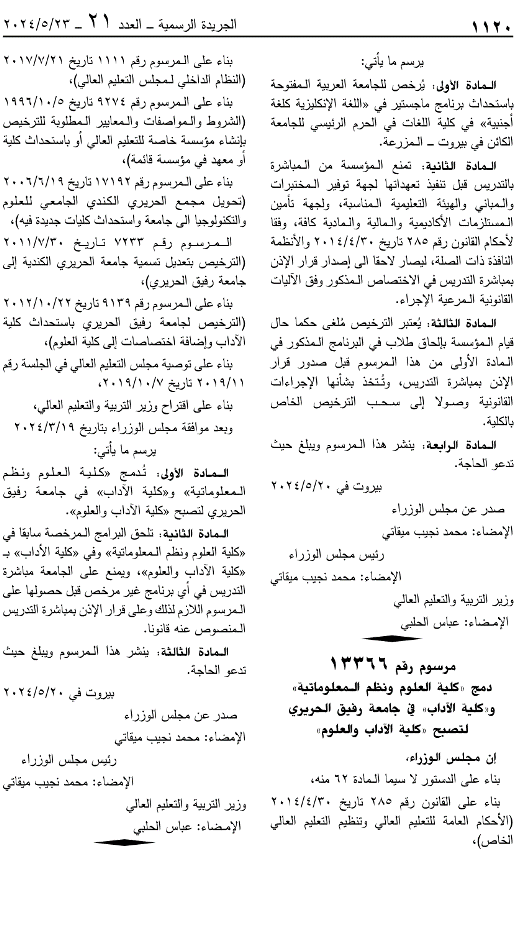 ١١٢٠
الجريدة الرسمية – العدد ٢١ – ٢٠٢٤/٥/٢٣
يرسم ما يأتي:
المادة الأولى: يُرخص للجامعة العربية المفتوحة
باستحداث برنامج ماجستير في «اللغة الإنكليزية كلغة
أجنبية» في كلية اللغات في الحرم الرئيسي للجامعة
الكائن في بيروت – المزرعة.
المادة الثانية: تمنع المؤسسة من المباشرة
بالتدريس قبل تنفيذ تعهداتها لجهة توفير المختبرات
والمباني والهيئة التعليمية المناسبة، ولجهة تأمين
المستلزمات الأكاديمية والمالية والمادية كافة، وفقا
لأحكام القانون رقم ٢٨٥ تاريخ ٢٠١٤/٤/٣٠ والأنظمة
النافذة ذات الصلة، ليصار لاحقا الى إصدار قرار الإذن
بمباشرة التدريس في الاختصاص المذكور وفق الآليات
القانونية المرعية الإجراء.
المادة الثالثة: يُعتبر الترخيص مُلغى حكما حال
قيام المؤسسة بإلحاق طلاب في البرنامج المذكور في
المادة الأولى من هذا المرسوم قبل صدور قرار
الإذن بمباشرة التدريس، وتُتخذ بشأنها الإجراءات
القانونية وصولا إلى سحب الترخيص الخاص
بالكلية.
المادة الرابعة: ينشر هذا المرسوم ويبلغ حيث
تدعو الحاجة.
بيروت في ٢٠٢٤/٥/٢٠
صدر عن مجلس الوزراء
الإمضاء: محمد نجيب ميقاتي
رئيس مجلس الوزراء
الإمضاء: محمد نجيب ميقاتي
وزير التربية والتعليم العالي
الإمضاء: عباس الحلبي
مرسوم رقم ١٣٣٦٦
دمج «كلية العلوم ونظم المعلوماتية»
و«كلية الآداب» في جامعة رفيق الحريري
لتصبح «كلية الآداب والعلوم»
إن مجلس الوزراء،
بناء على الدستور لا سيما المادة ٦٢ منه،
بناء على القانون رقم ٢٨٥ تاريخ ٢٠١٤/٤/٣٠
(الأحكام العامة للتعليم العالي وتنظيم التعليم العالي
الخاص)،
بناء على المرسوم رقم ١١١١ تاريخ ٢٠١٧/٧/٢١
(النظام الداخلي لمجلس التعليم العالي)،
بناء على المرسوم رقم ٩٢٧٤ تاريخ ١٩٩٦/١٠/٥
(الشروط والمواصفات والمعايير المطلوبة للترخيص
بإنشاء مؤسسة خاصة للتعليم العالي أو باستحداث كلية
أو معهد في مؤسسة قائمة)،
بناء على المرسوم رقم ١٧١٩٢ تاريخ ٢٠٠٦/٦/١٩
(تحويل مجمع الحريري الكندي الجامعي للعلوم
والتكنولوجيا الى جامعة واستحداث كليات جديدة فيه)،
المرسوم رقم ٧٢٣٣ تاريخ ٢٠١١/٧/٣٠
(الترخيص بتعديل تسمية جامعة الحريري الكندية إلى
جامعة رفيق الحريري)،
بناء على المرسوم رقم ٩١٣٩ تاريخ ٢٠١٢/١٠/٢٢
(الترخيص لجامعة رفيق الحريري باستحداث كلية
الآداب وإضافة اختصاصات إلى كلية العلوم)،
بناء على توصية مجلس التعليم العالي في الجلسة رقم
٢٠١٩/١١ تاريخ ٢٠١٩/١٠/٧،
بناء على اقتراح وزير التربية والتعليم العالي،
وبعد موافقة مجلس الوزراء بتاريخ ٢٠٢٤/٣/١٩
يرسم ما يأتي:
المادة الأولى: تُدمج «كلية العلوم ونظم
المعلوماتية» و«كلية الآداب» في جامعة رفيق
الحريري لتصبح «كلية الآداب والعلوم».
المادة الثانية: تلحق البرامج المرخصة سابقا في
«كلية العلوم ونظم المعلوماتية» وفي «كلية الأداب» بـ
«كلية الآداب والعلوم»، ويمنع على الجامعة مباشرة
التدريس في أي برنامج غير مرخص قبل حصولها على
المرسوم اللازم لذلك وعلى قرار الإذن بمباشرة التدريس
المنصوص عنه قانونا.
المادة الثالثة: ينشر هذا المرسوم ويبلغ حيث
تدعو الحاجة.
بيروت في ٢٠٢٤/٥/٢٠
صدر عن مجلس الوزراء
الإمضاء: محمد نجيب ميقاتي
رئيس مجلس الوزراء
الإمضاء: محمد نجيب ميقاتي
وزير التربية والتعليم العالي
الإمضاء: عباس الحلبي